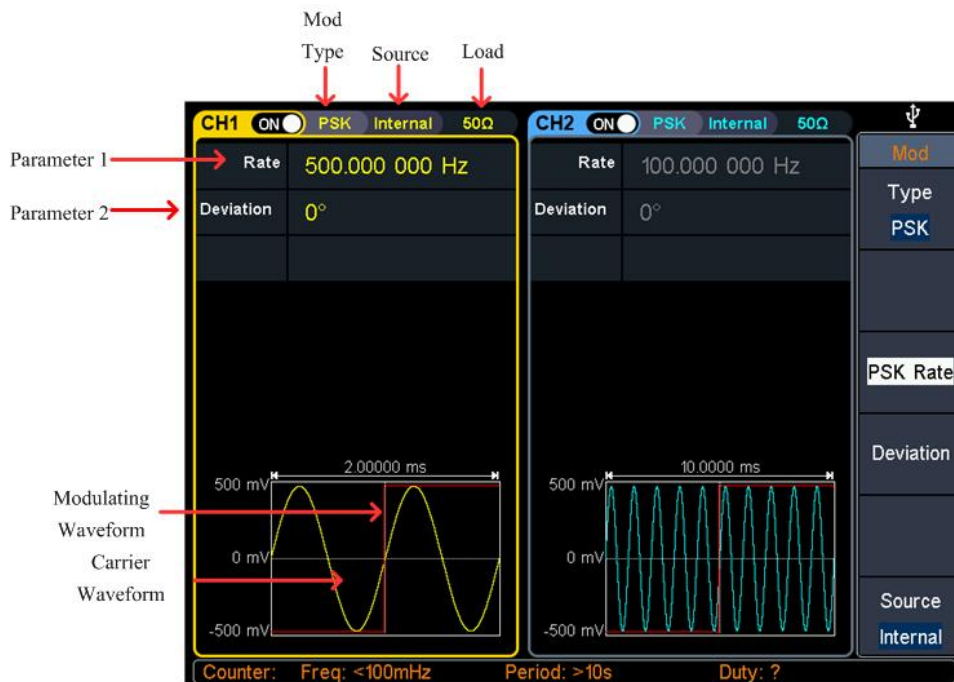 Mod
Type
Source
Load
CH1 ON PSK Internal 50Ω
CH2 ON PSK Internal 50Ω
Mod
Parameter 1
Rate 500.000 000 Hz
Rate 100.000 000 Hz
Type
PSK
Parameter 2
Deviation 0°
Deviation 0°
PSK Rate
Deviation
2.00000 ms
10.0000 ms
500 mV
500 mV
Modulating
Waveform
Carrier
Waveform
0 mV
0 mV
-500 mV
-500 mV
Source
Internal
Counter: Freq: <100mHz Period: >10s Duty: ?